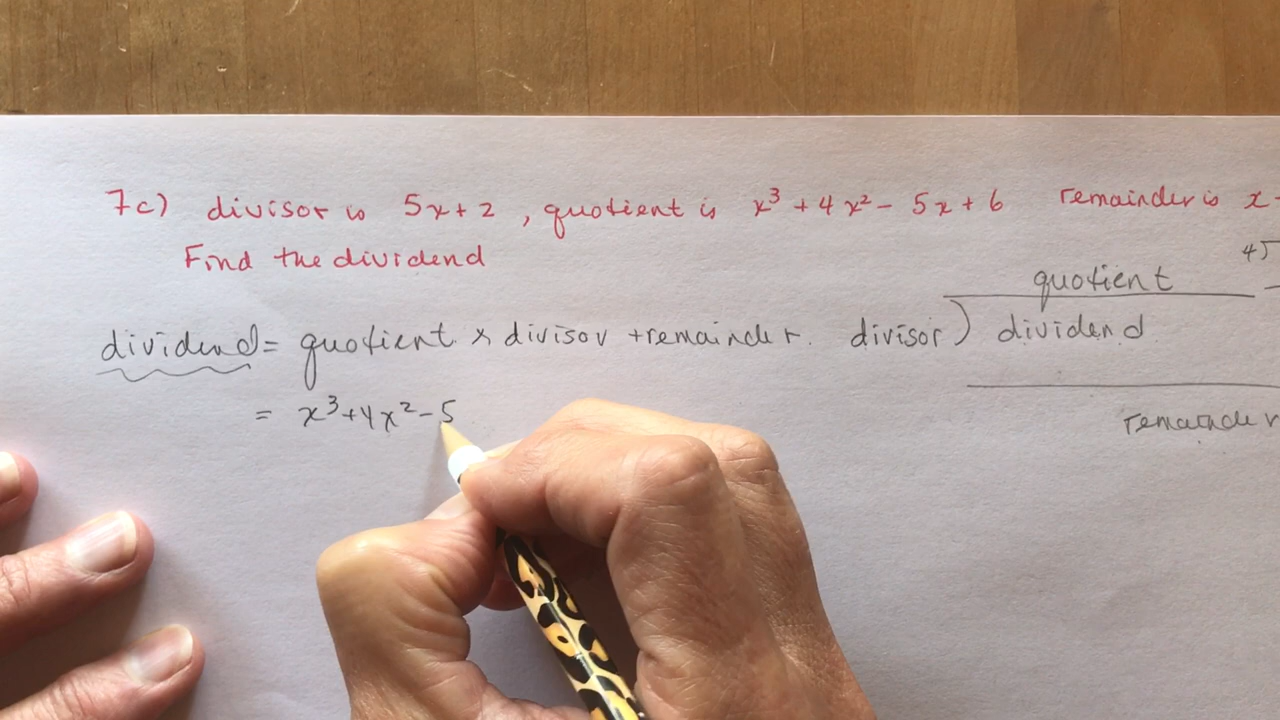 7c) divisor is 5x+2, quotient is x³+4x²-5x+6 remainder is x-
Find the dividend
45
quotient
dividend = quotient × divisor + remainder. divisor) dividend
= x³+4x²-5
remainder